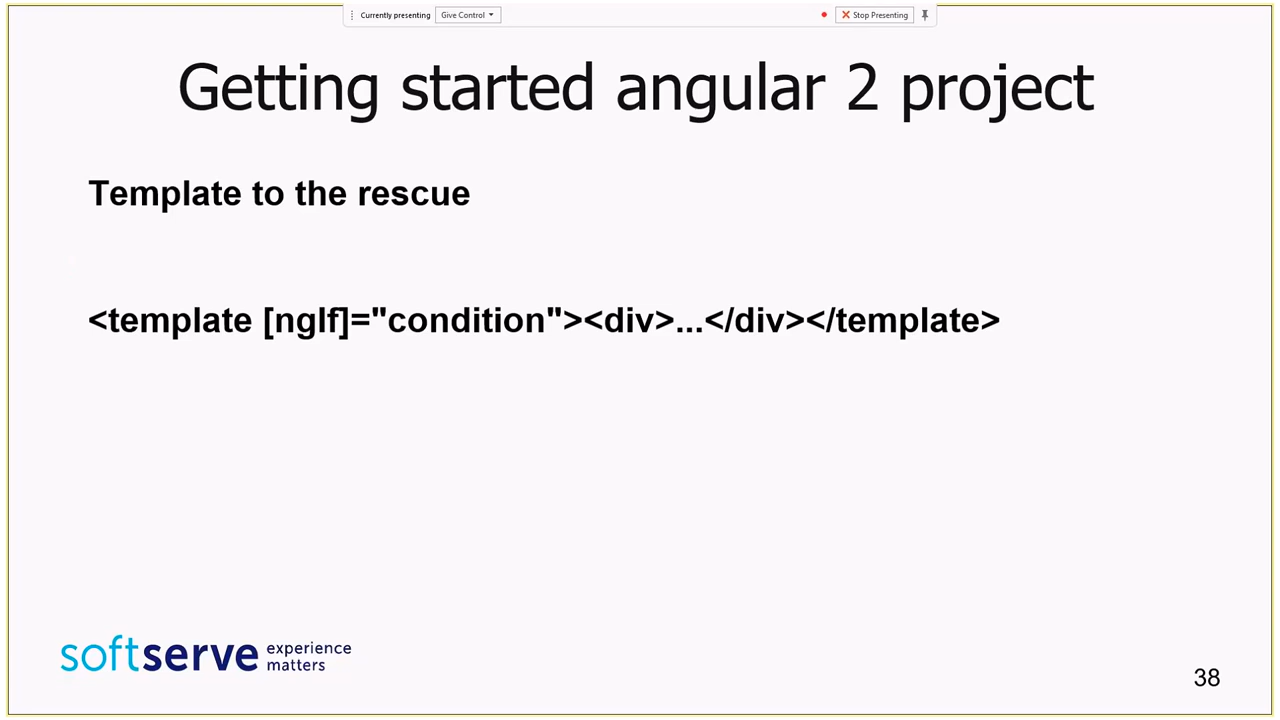 Currently presenting Give Control Stop Presenting
Getting started angular 2 project
Template to the rescue
<template [ngIf]="condition"><div>...</div></template>
softserve experience
matters
38